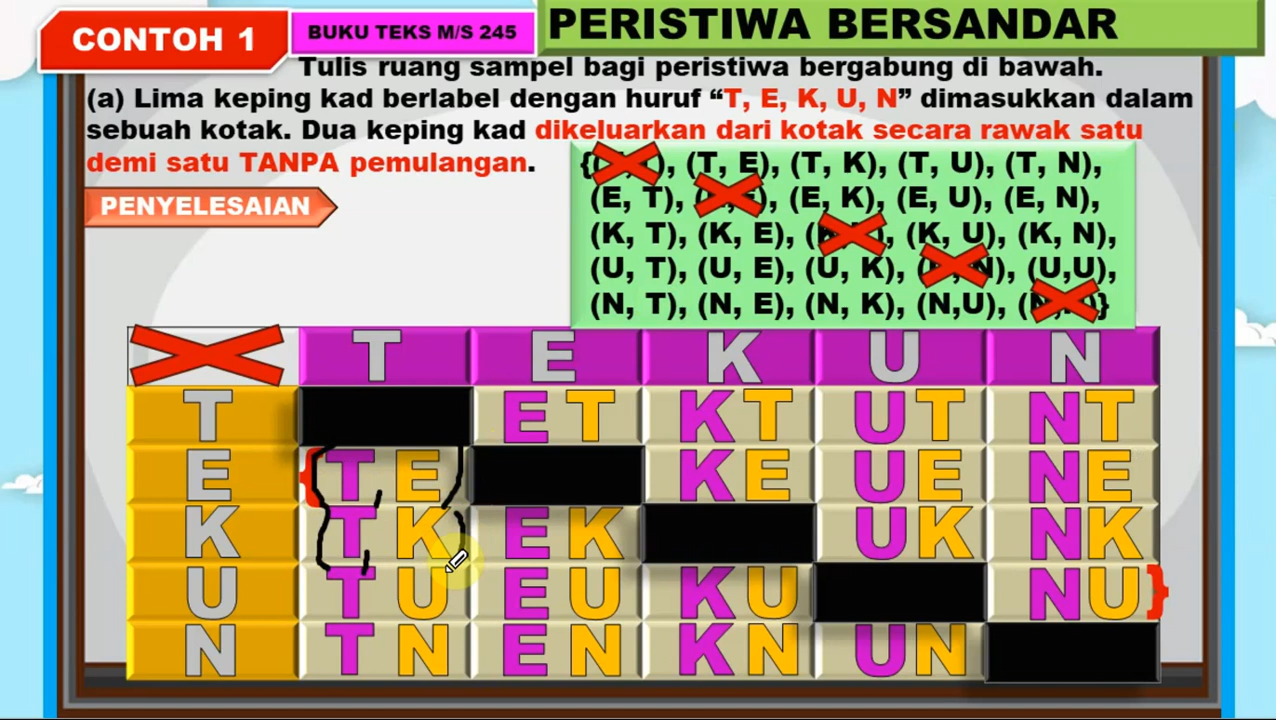 CONTOH 1
BUKU TEKS M/S 245
PERISTIWA BERSANDAR
Tulis ruang sampel bagi peristiwa bergabung di bawah.
(a) Lima keping kad berlabel dengan huruf “T, E, K, U, N” dimasukkan dalam
sebuah kotak. Dua keping kad dikeluarkan dari kotak secara rawak satu
demi satu TANPA pemulangan.
PENYELESAIAN
{ ), (T, E), (T, K), (T, U), (T, N),
(E, T), (E, K), (E, U), (E, N),
(K, T), (K, E), (K, U), (K, N),
(U, T), (U, E), (U, K), (U,U),
(N, T), (N, E), (N, K), (N,U), }
T E K U N
T ET KT UT NT
E {TE KE UE NE
K TK EK UK NK
U TU EU KU NU}
N TN EN KN UN